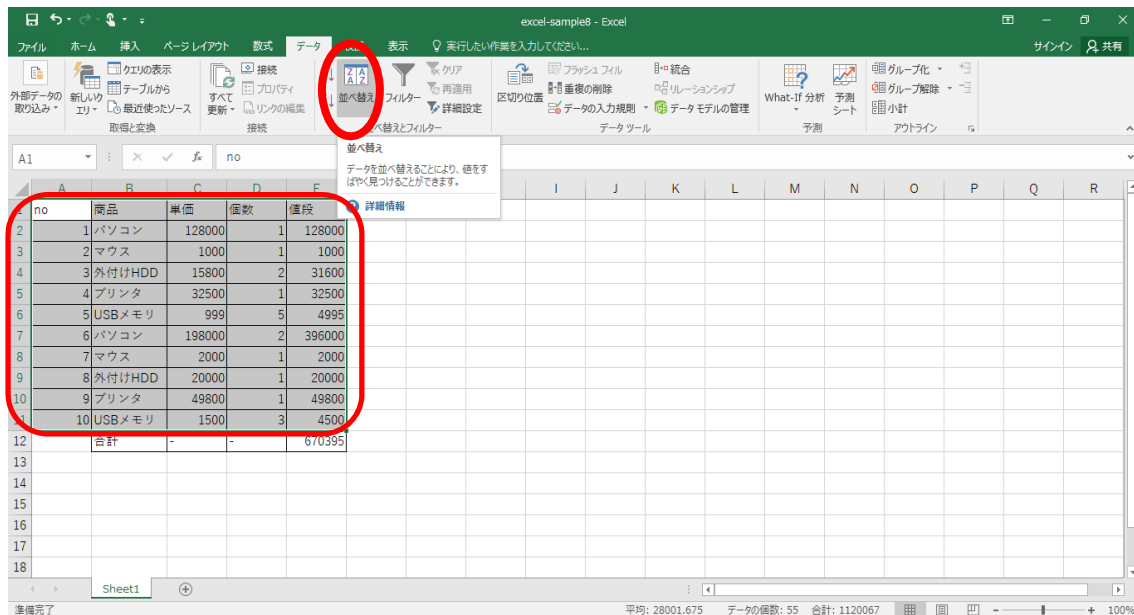 excel-sample8 - Excel
ファイル ホーム 挿入 ページ レイアウト 数式 データ 表示 実行したい作業を入力してください... サインイン 共有
外部データの取り込み
新しいクエリ
クエリの表示
テーブルから
最近使ったソース
取得と変換
すべて更新
接続
プロパティ
リンクの編集
接続
並べ替え
フィルター
クリア
再適用
詳細設定
並べ替えとフィルター
区切り位置
フラッシュ フィル
重複の削除
データの入力規則
統合
リレーションシップ
データ モデルの管理
データ ツール
What-If 分析
予測シート
予測
グループ化
グループ解除
小計
アウトライン
A1 fx no
並べ替え
データを並べ替えることにより、値をす
ばやく見つけることができます。
詳細情報
A B C D E I J K L M N O P Q R
1 no 商品 単価 個数 値段
2 1 パソコン 128000 1 128000
3 2 マウス 1000 1 1000
4 3 外付けHDD 15800 2 31600
5 4 プリンタ 32500 1 32500
6 5 USBメモリ 999 5 4995
7 6 パソコン 198000 2 396000
8 7 マウス 2000 1 2000
9 8 外付けHDD 20000 1 20000
10 9 プリンタ 49800 1 49800
11 10 USBメモリ 1500 3 4500
12 合計 - - 670395
13
14
15
16
17
18
Sheet1
準備完了 平均: 28001.675 データの個数: 55 合計: 1120067 100%